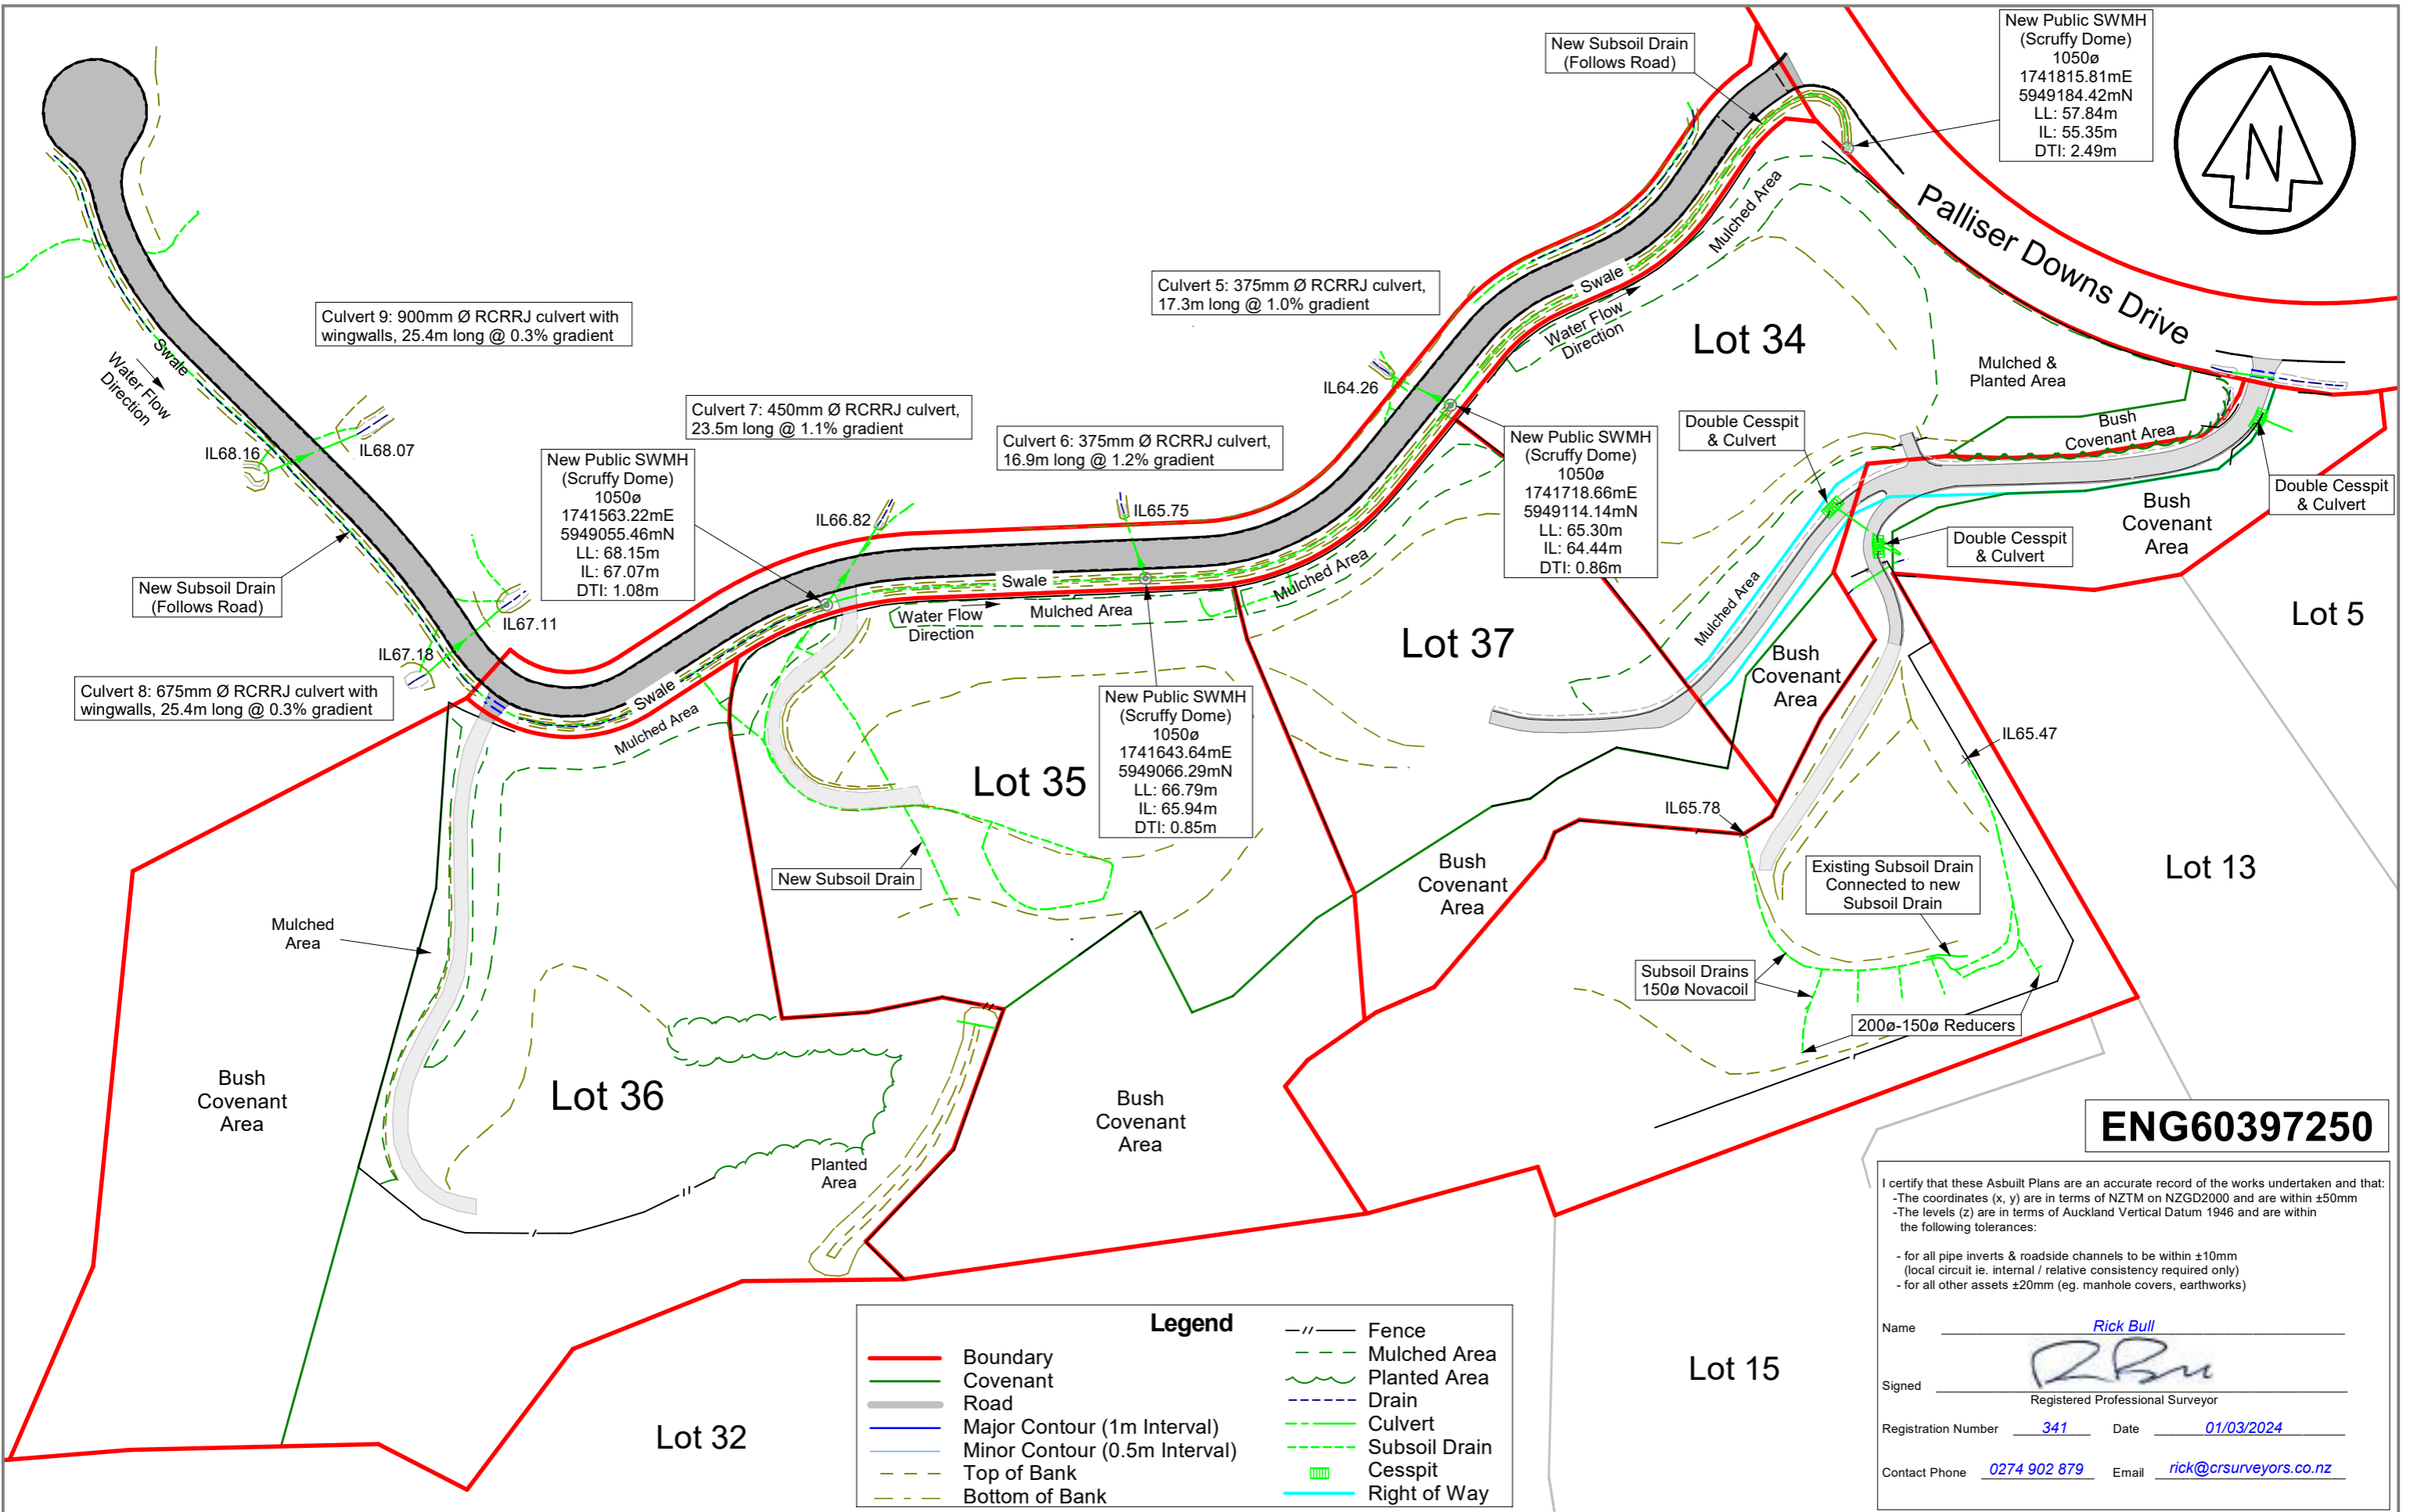 New Subsoil Drain
(Follows Road)
New Public SWMH
(Scruffy Dome)
1050ø
1741815.81mE
5949184.42mN
LL: 57.84m
IL: 55.35m
DTI: 2.49m
N
Palliser Downs Drive
Mulched Area
Culvert 5: 375mm Ø RCRRJ culvert,
17.3m long @ 1.0% gradient
Swale
Water Flow
Direction
Lot 34
Culvert 9: 900mm Ø RCRRJ culvert with
wingwalls, 25.4m long @ 0.3% gradient
Swale
Water Flow
Direction
IL64.26
Mulched &
Planted Area
Culvert 7: 450mm Ø RCRRJ culvert,
23.5m long @ 1.1% gradient
Culvert 6: 375mm Ø RCRRJ culvert,
16.9m long @ 1.2% gradient
New Public SWMH
(Scruffy Dome)
1050ø
1741718.66mE
5949114.14mN
LL: 65.30m
IL: 64.44m
DTI: 0.86m
Double Cesspit
& Culvert
Bush
Covenant Area
IL68.16
IL68.07
New Public SWMH
(Scruffy Dome)
1050ø
1741563.22mE
5949055.46mN
LL: 68.15m
IL: 67.07m
DTI: 1.08m
IL66.82
IL65.75
Double Cesspit
& Culvert
Bush
Covenant
Area
Double Cesspit
& Culvert
New Subsoil Drain
(Follows Road)
Swale
Mulched Area
Water Flow
Direction
Mulched Area
Mulched Area
IL67.11
IL67.18
Lot 5
Lot 37
Bush
Covenant
Area
Culvert 8: 675mm Ø RCRRJ culvert with
wingwalls, 25.4m long @ 0.3% gradient
Swale
Mulched Area
New Public SWMH
(Scruffy Dome)
1050ø
1741643.64mE
5949066.29mN
LL: 66.79m
IL: 65.94m
DTI: 0.85m
Lot 35
IL65.47
IL65.78
New Subsoil Drain
Bush
Covenant
Area
Existing Subsoil Drain
Connected to new
Subsoil Drain
Lot 13
Mulched
Area
Subsoil Drains
150ø Novacoil
200ø-150ø Reducers
Bush
Covenant
Area
Lot 36
Bush
Covenant
Area
Planted
Area
ENG60397250
I certify that these Asbuilt Plans are an accurate record of the works undertaken and that:
-The coordinates (x, y) are in terms of NZTM on NZGD2000 and are within ±50mm
-The levels (z) are in terms of Auckland Vertical Datum 1946 and are within
the following tolerances:
- for all pipe inverts & roadside channels to be within ±10mm
(local circuit ie. internal / relative consistency required only)
- for all other assets ±20mm (eg. manhole covers, earthworks)
Name Rick Bull
Signed
Registered Professional Surveyor
Registration Number 341 Date 01/03/2024
Contact Phone 0274 902 879 Email rick@crsurveyors.co.nz
Lot 32
Lot 15
Legend
Boundary
Covenant
Road
Major Contour (1m Interval)
Minor Contour (0.5m Interval)
Top of Bank
Bottom of Bank
Fence
Mulched Area
Planted Area
Drain
Culvert
Subsoil Drain
Cesspit
Right of Way